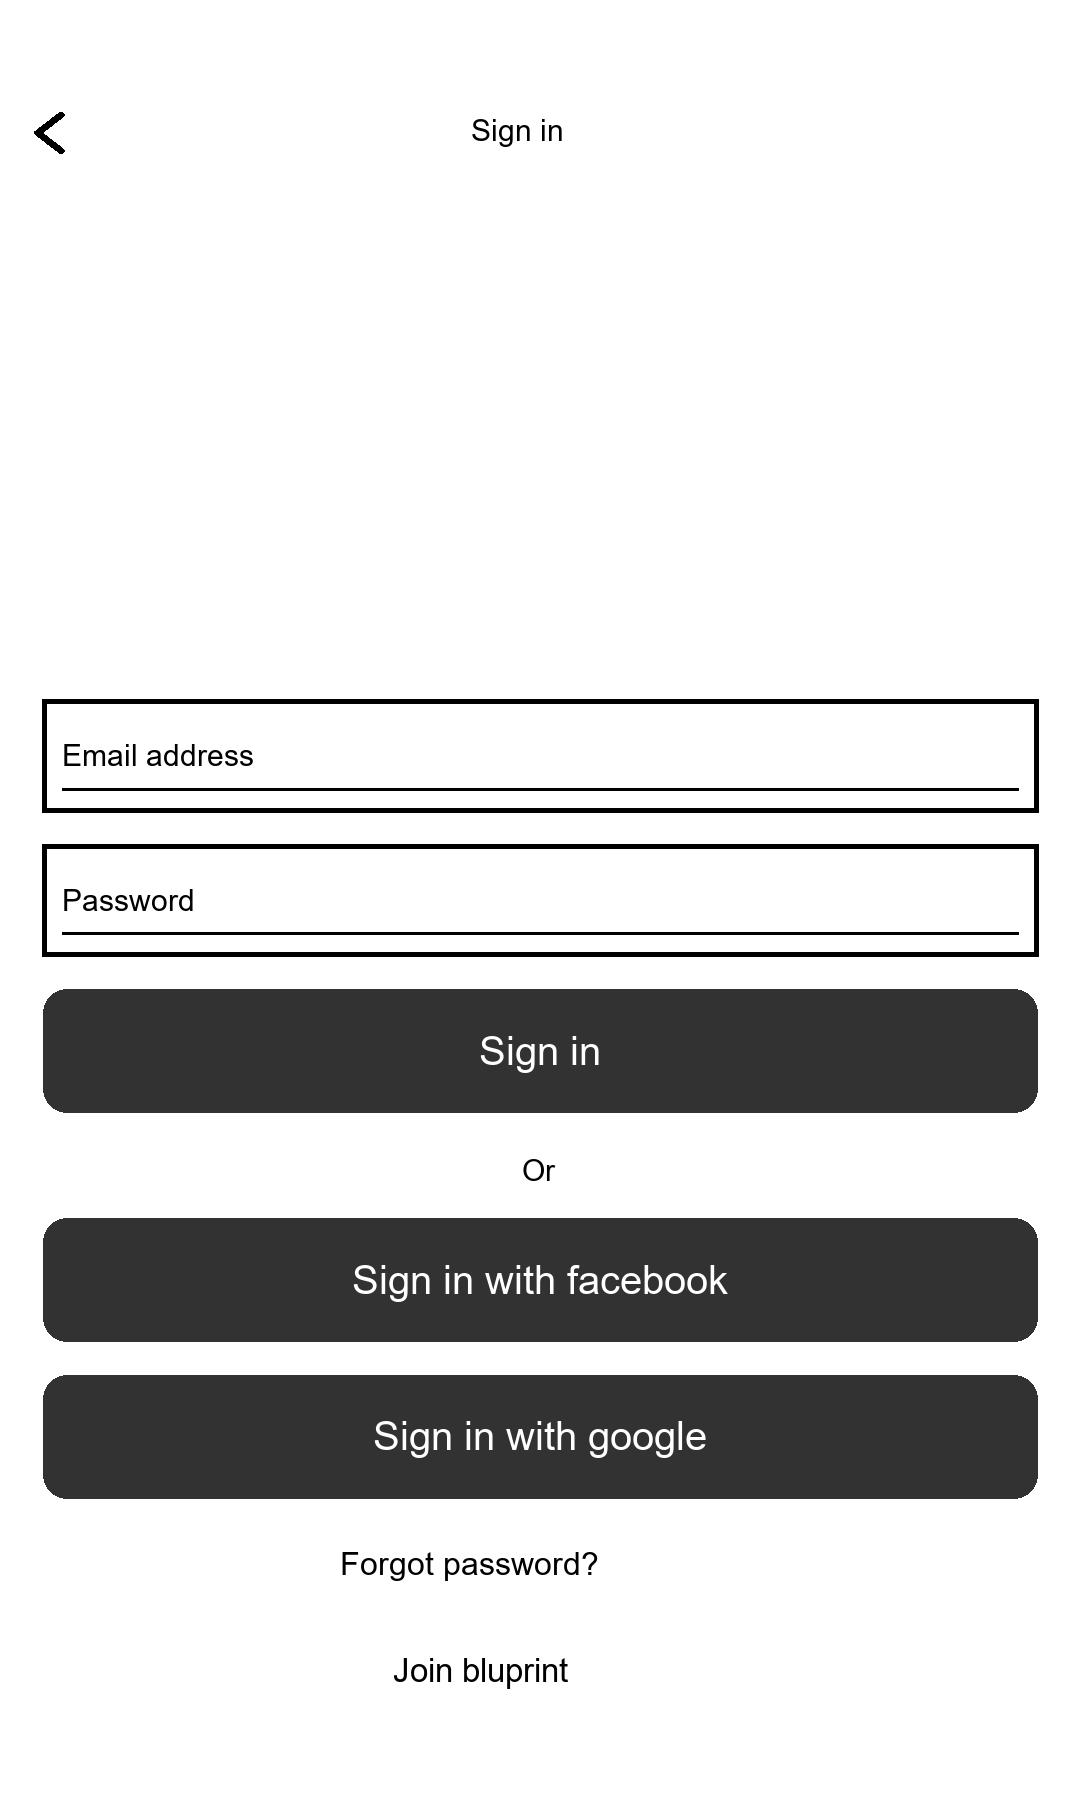 Sign in
Email address
Password
Sign in
Or
Sign in with facebook
Sign in with google
Forgot password?
Join bluprint